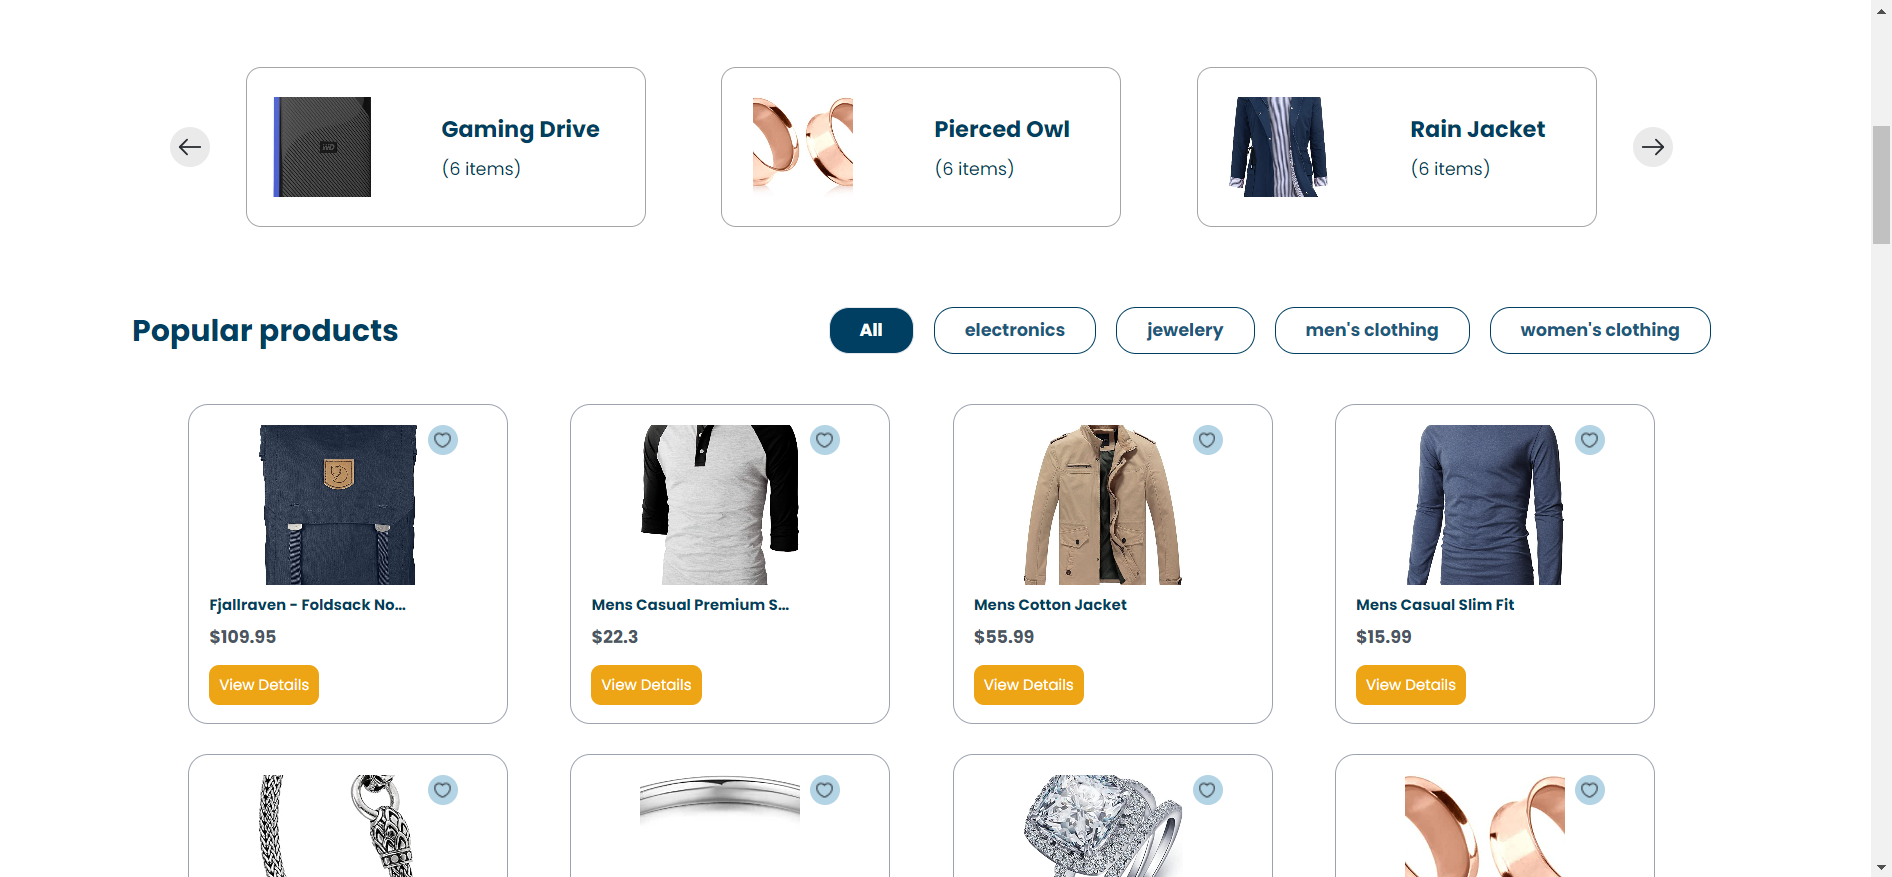 Gaming Drive
(6 items)
WD
Pierced Owl
(6 items)
Rain Jacket
(6 items)
Popular products
All
electronics
jewelery
men's clothing
women's clothing
Fjallraven - Foldsack No...
$109.95
View Details
Mens Casual Premium S...
$22.3
View Details
Mens Cotton Jacket
$55.99
View Details
Mens Casual Slim Fit
$15.99
View Details